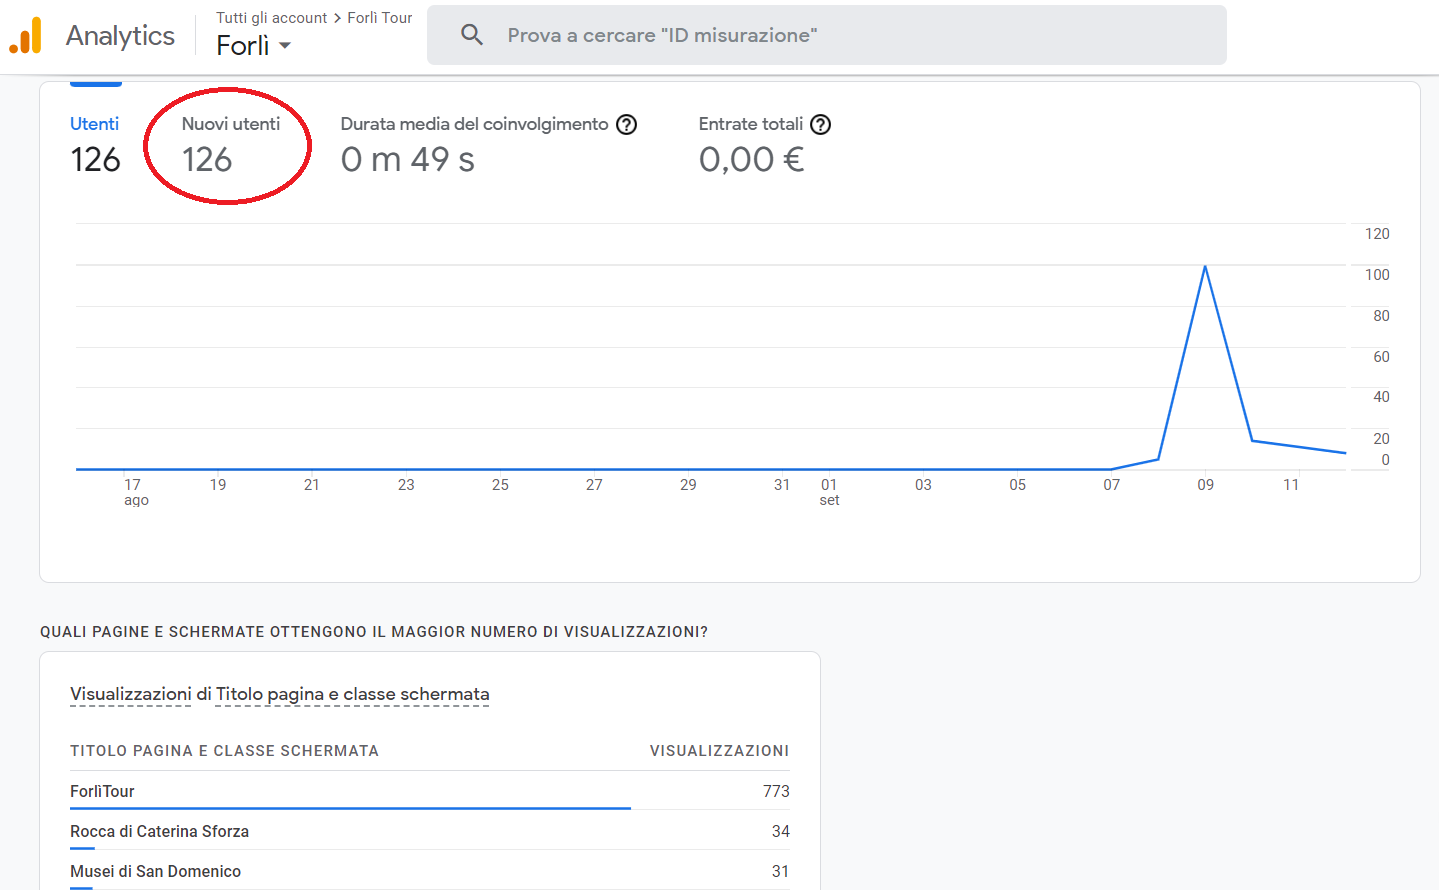 Analytics
Tutti gli account > Forlì Tour
Forlì
Prova a cercare "ID misurazione"
Utenti
126
Nuovi utenti
126
Durata media del coinvolgimento ?
0 m 49 s
Entrate totali ?
0,00 €
120
100
80
60
40
20
0
17 19 21 23 25 27 29 31 01 03 05 07 09 11
ago set
QUALI PAGINE E SCHERMATE OTTENGONO IL MAGGIOR NUMERO DI VISUALIZZAZIONI?
Visualizzazioni di Titolo pagina e classe schermata
TITOLO PAGINA E CLASSE SCHERMATA VISUALIZZAZIONI
ForlìTour 773
Rocca di Caterina Sforza 34
Musei di San Domenico 31